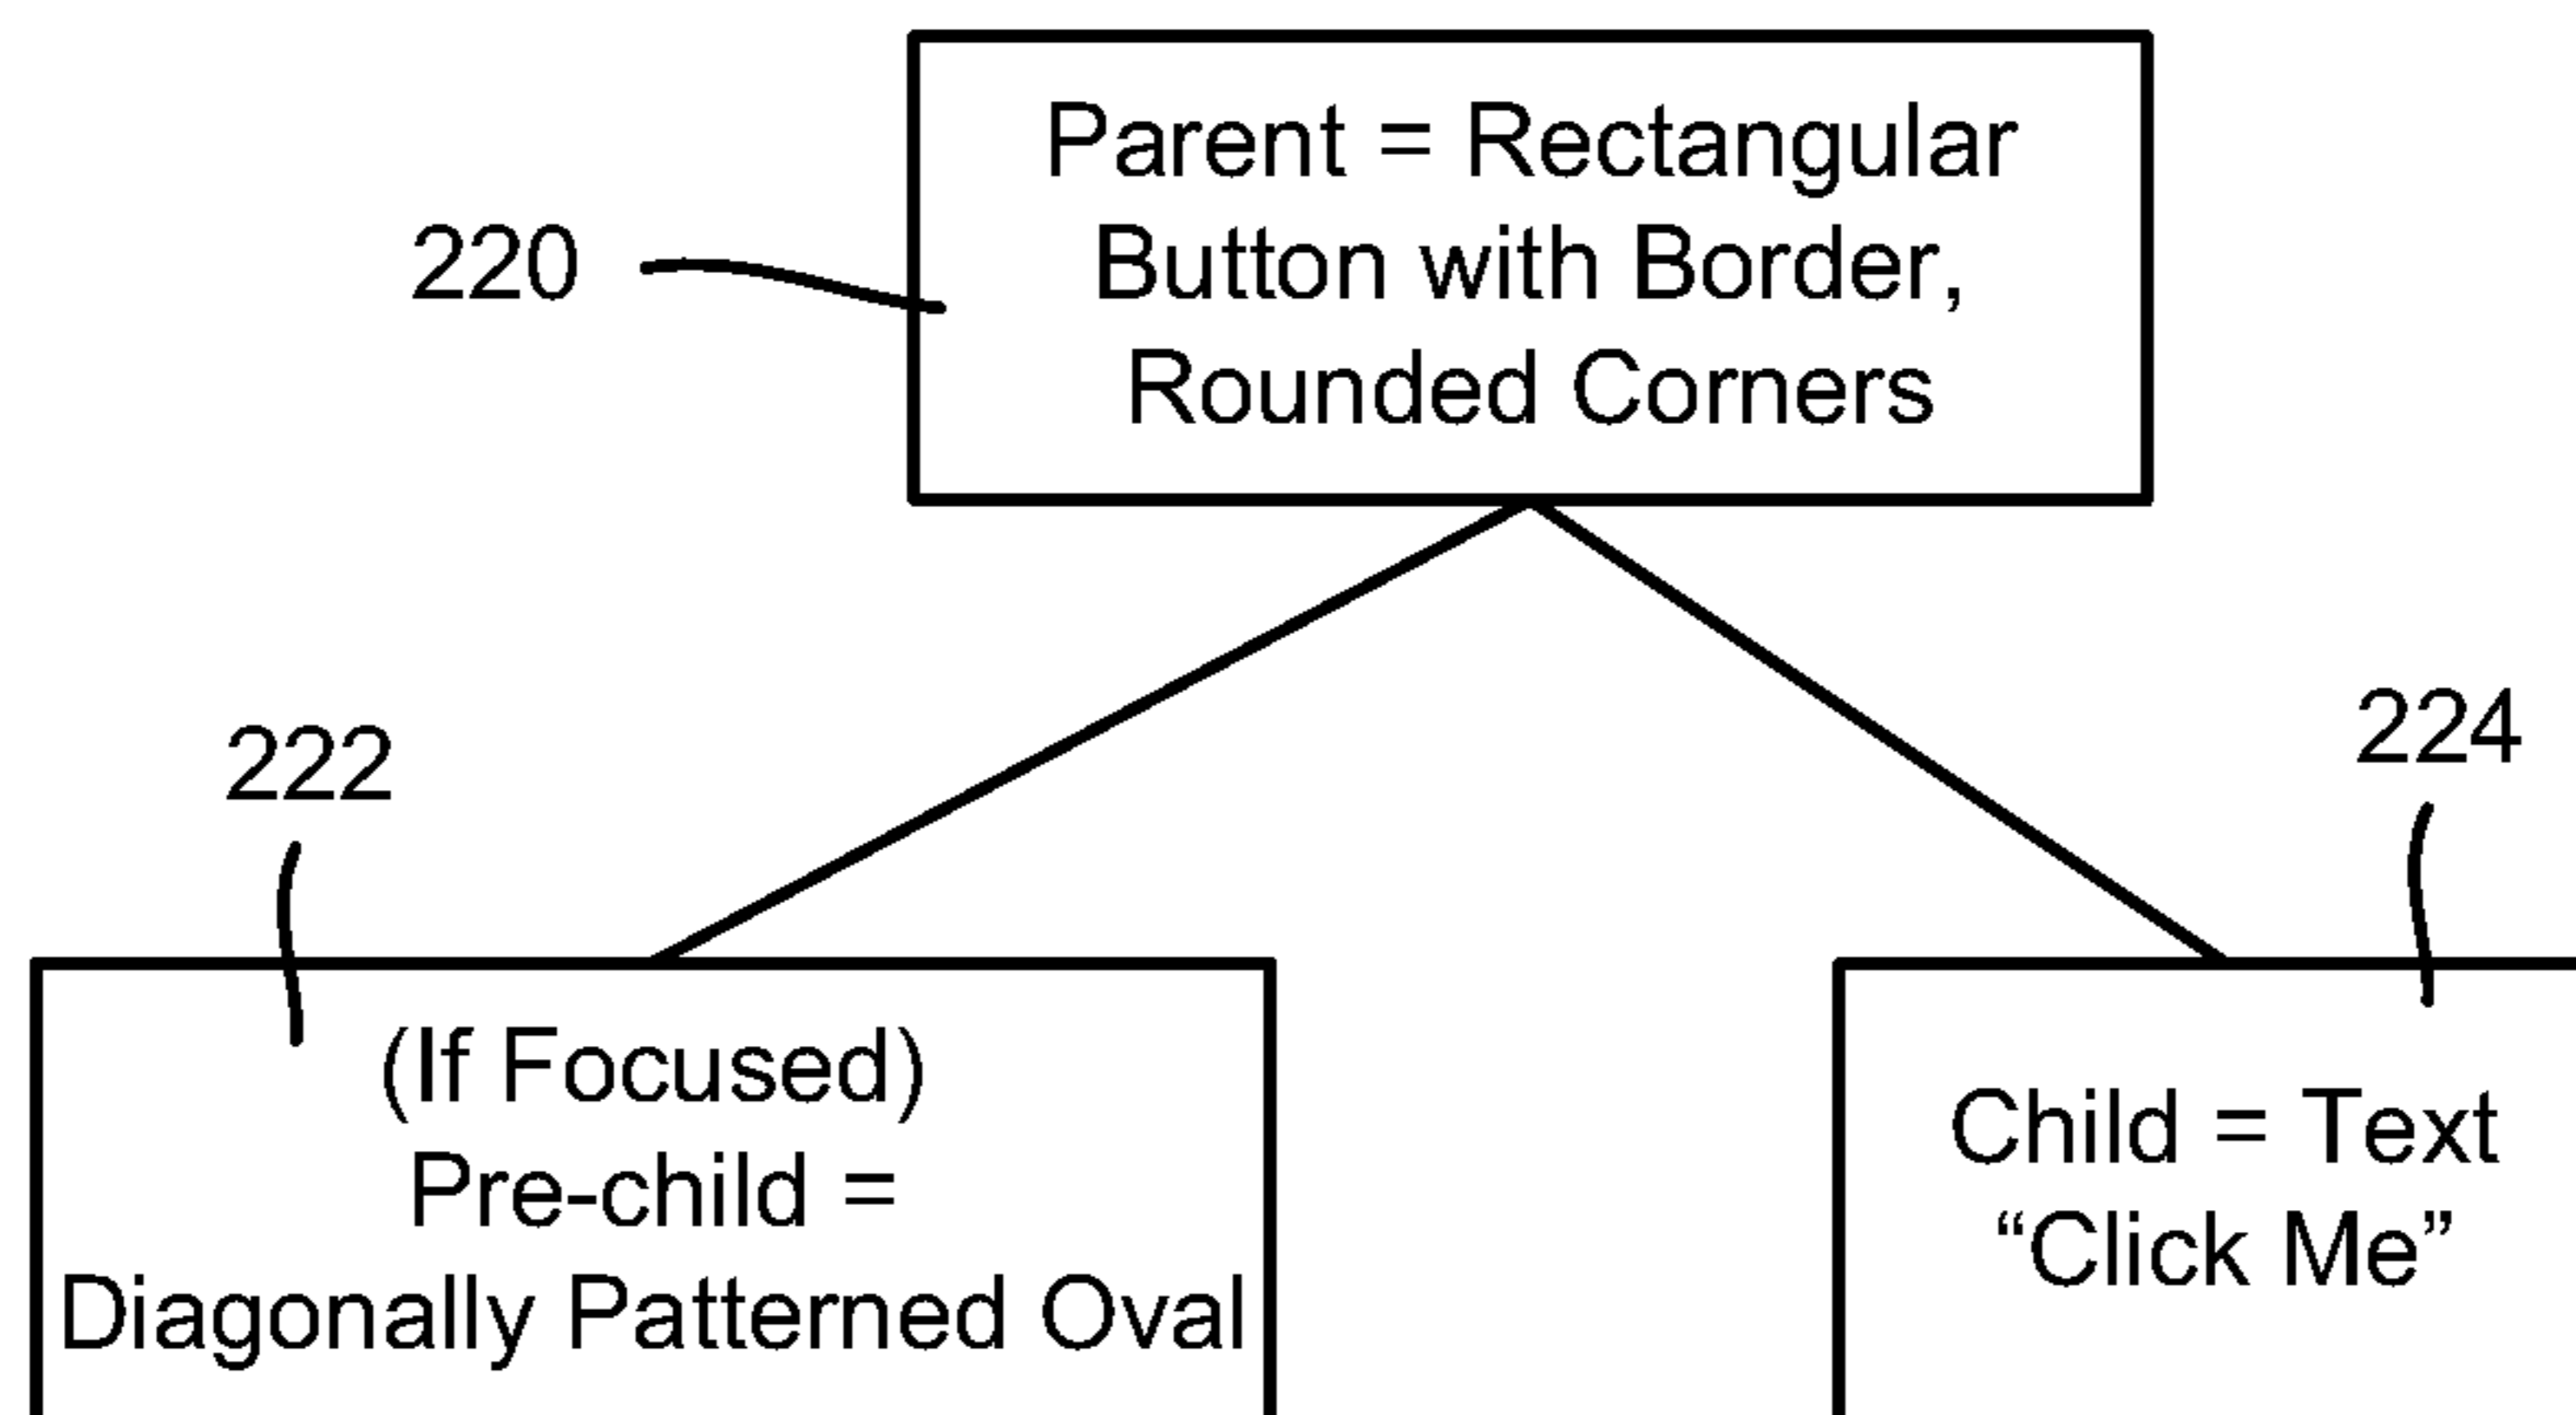 Parent = Rectangular
Button with Border,
Rounded Corners
220
222
(If Focused)
Pre-child =
Diagonally Patterned Oval
224
Child = Text
“Click Me”